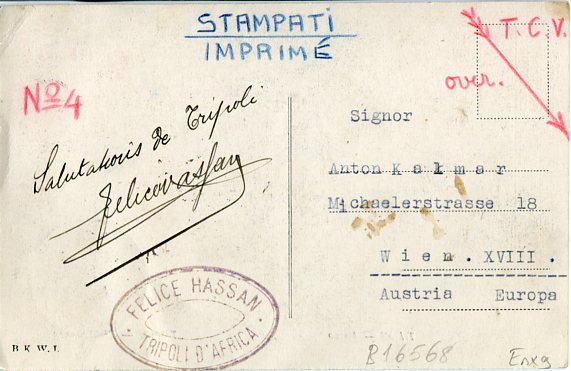 STAMPATI
IMPRIMÉ
T. C. V.
over.
No 4
Salutations de Tripoli
Felice Hassan
FELICE HASSAN
TRIPOLI D'AFRICA
Signor
Anton Kalmar
Michaelerstrasse 18
Wien. XVIII.
Austria Europa
B K W. I.
B16568